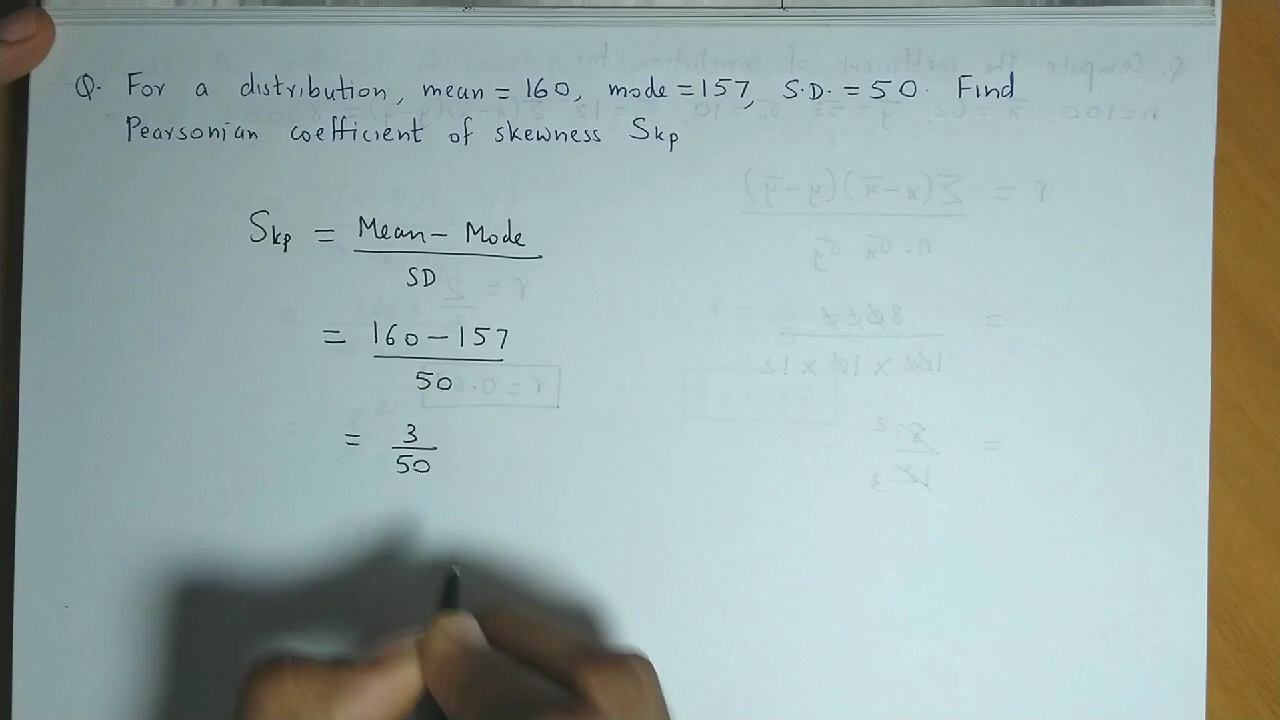 Q. For a distribution, mean = 160, mode = 157, S.D. = 50. Find
Pearsonian coefficient of skewness Skp
Skp = Mean - Mode
SD
= 160 - 157
50
= 3
50